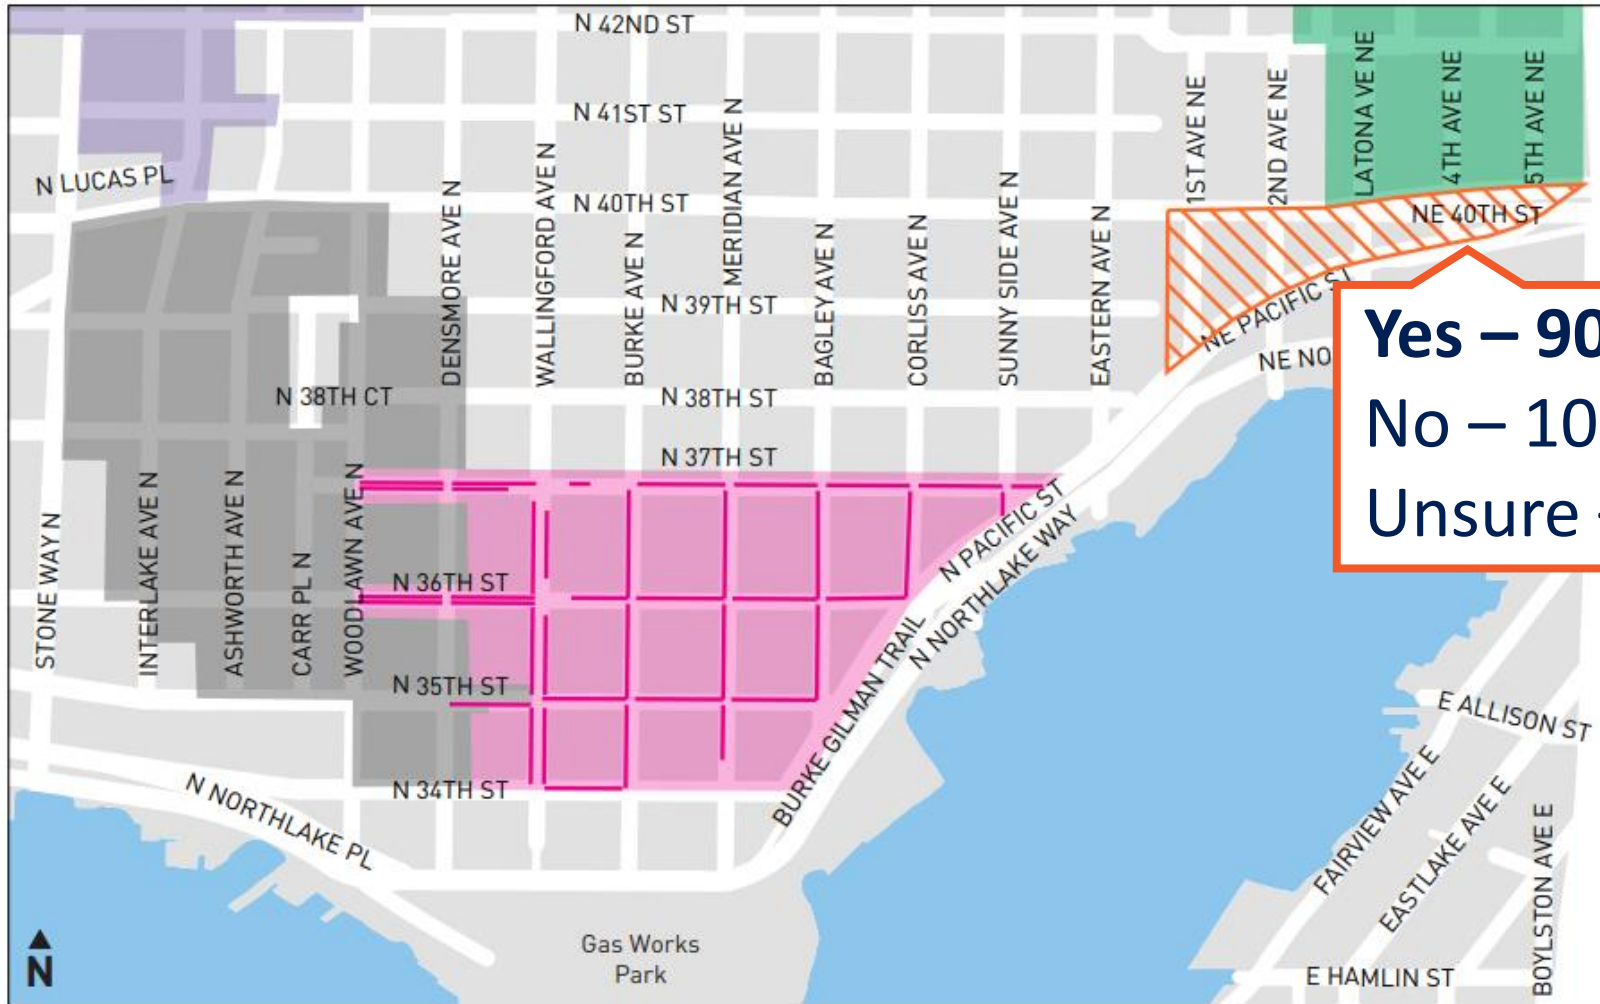 N 42ND ST
N 41ST ST
N LUCAS PL
N 40TH ST
NE 40TH ST
N 39TH ST
N 38TH CT
N 38TH ST
N 37TH ST
N 36TH ST
N 35TH ST
N 34TH ST
STONE WAY N
INTERLAKE AVE N
ASHWORTH AVE N
CARR PL N
WOODLAWN AVE N
DENSMORE AVE N
WALLINGFORD AVE N
BURKE AVE N
MERIDIAN AVE N
BAGLEY AVE N
CORLISS AVE N
SUNNY SIDE AVE N
EASTERN AVE N
1ST AVE NE
2ND AVE NE
LATONA AVE NE
4TH AVE NE
5TH AVE NE
NE PACIFIC ST
NE NO
Yes – 90
No – 10
Unsure
N PACIFIC ST
N NORTHLAKE WAY
BURKE GILMAN TRAIL
N NORTHLAKE PL
Gas Works
Park
E ALLISON ST
FAIRVIEW AVE E
EASTLAKE AVE E
BOYLSTON AVE E
E HAMLIN ST
N